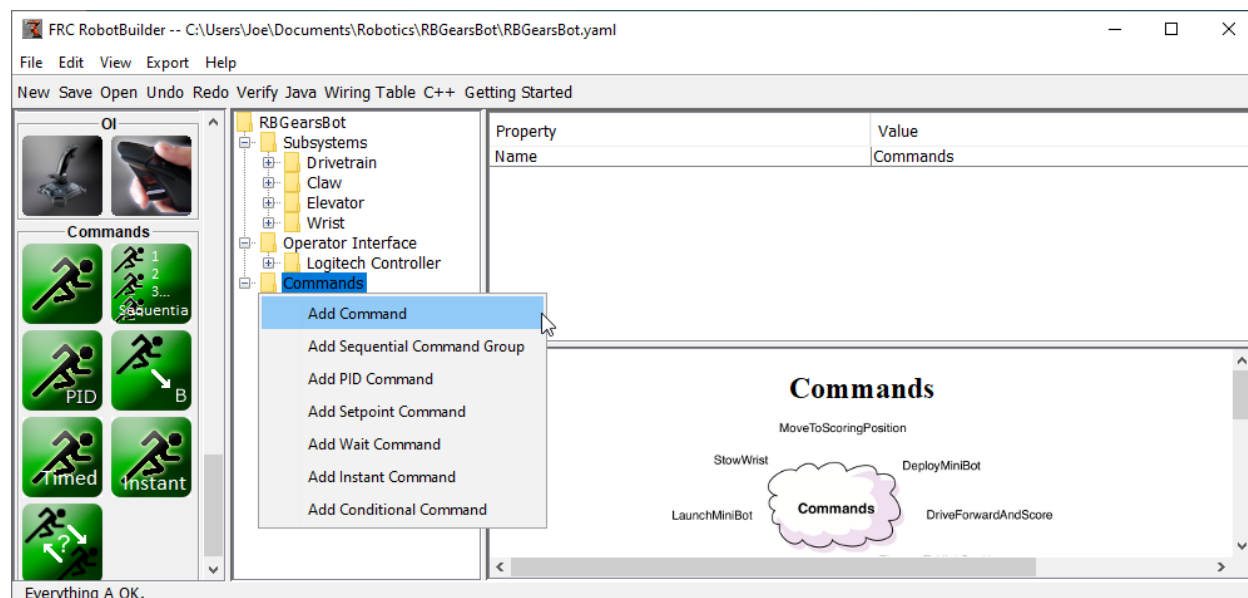 FRC RobotBuilder -- C:\Users\Joe\Documents\Robotics\RBGearsBot\RBGearsBot.yaml
File Edit View Export Help
New Save Open Undo Redo Verify Java Wiring Table C++ Getting Started
OI
Commands
1
2
3...
Sequentia
PID
B
Timed
Instant
?
RBGearsBot
Subsystems
Drivetrain
Claw
Elevator
Wrist
Operator Interface
Logitech Controller
Commands
Add Command
Add Sequential Command Group
Add PID Command
Add Setpoint Command
Add Wait Command
Add Instant Command
Add Conditional Command
Property Value
Name Commands
Commands
MoveToScoringPosition
StowWrist
DeployMiniBot
Commands
LaunchMiniBot
DriveForwardAndScore
Everything A OK.